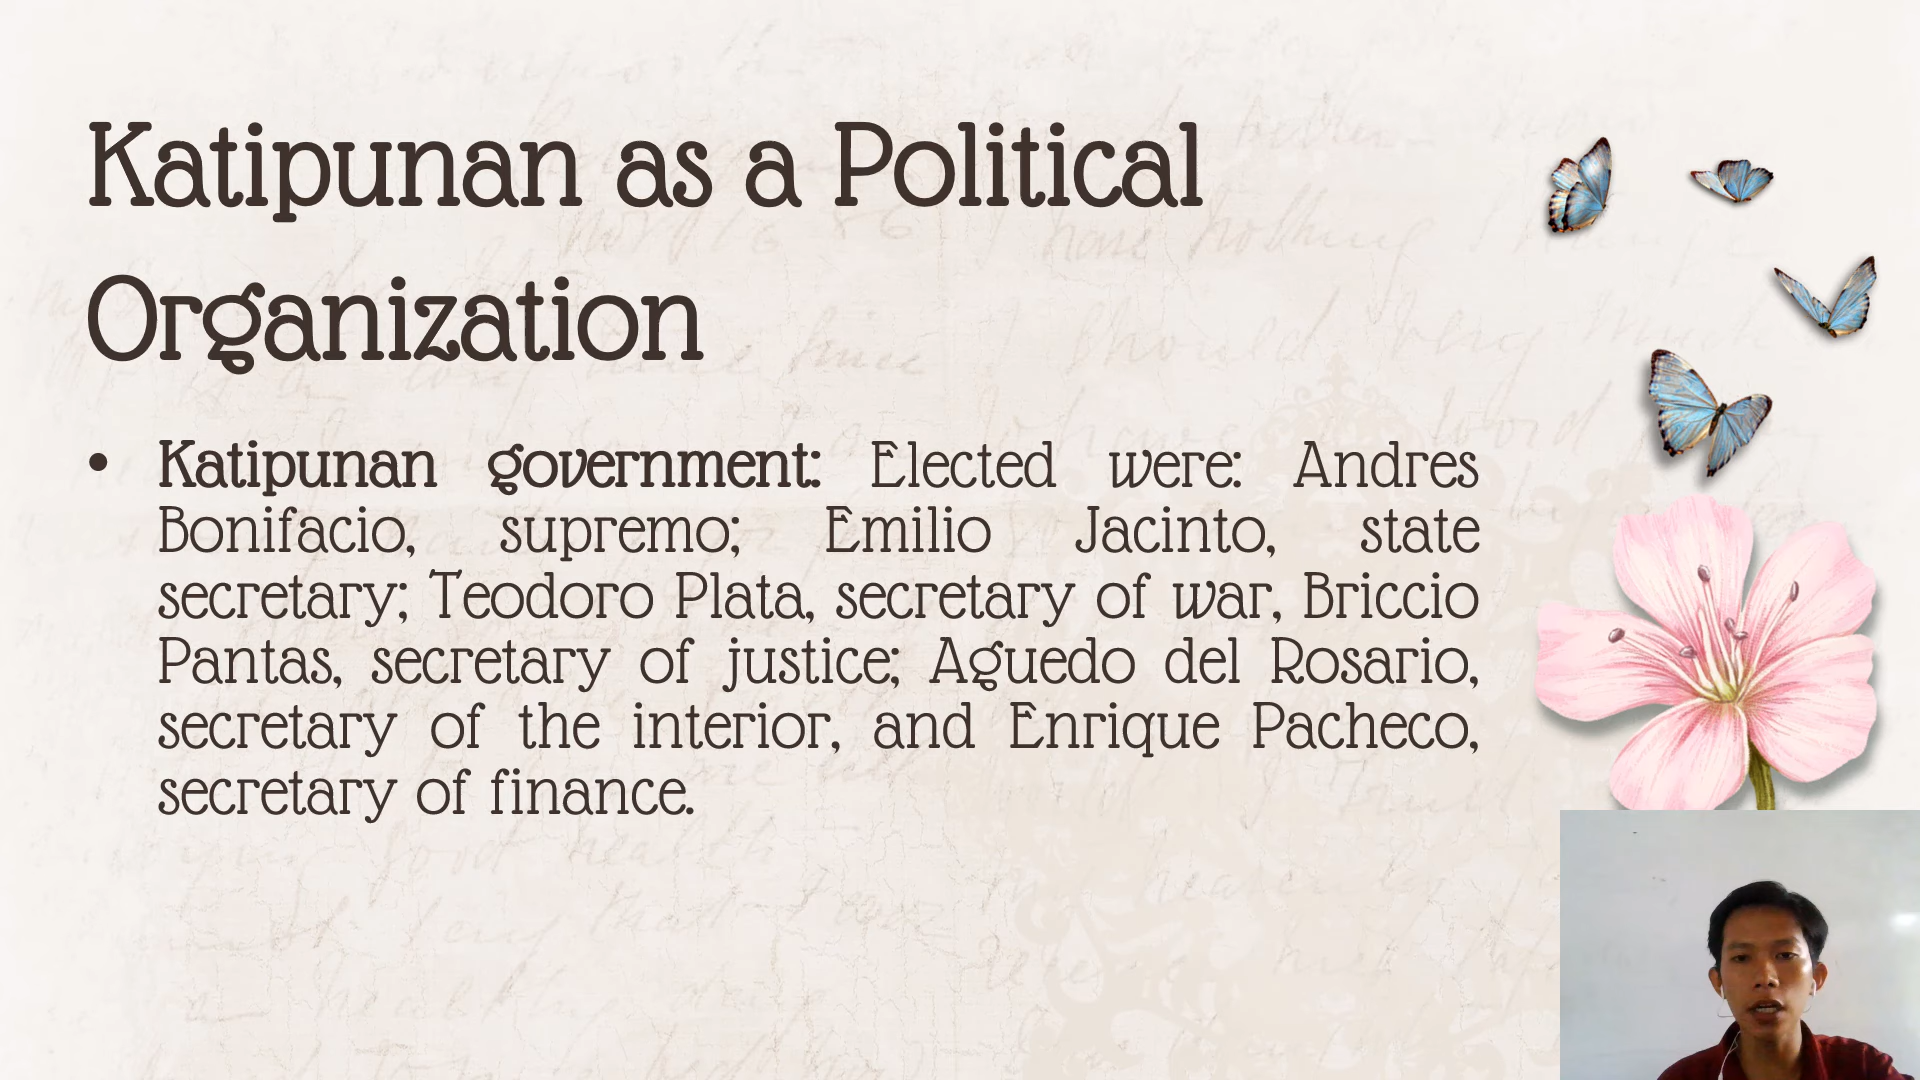 Katipunan as a Political
Organization
• Katipunan government: Elected were: Andres
Bonifacio, supremo; Emilio Jacinto, state
secretary; Teodoro Plata, secretary of war, Briccio
Pantas, secretary of justice; Aguedo del Rosario,
secretary of the interior, and Enrique Pacheco,
secretary of finance.